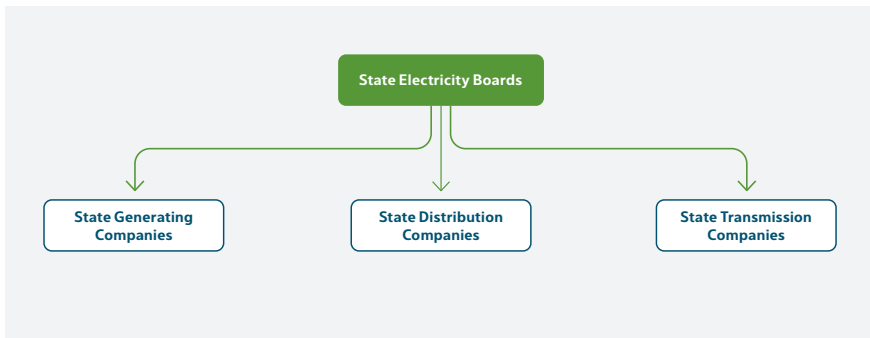 State Electricity Boards
State Generating
Companies
State Distribution
Companies
State Transmission
Companies